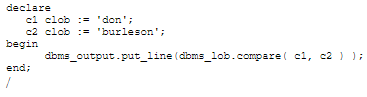 declare
   c1 clob := 'don';
   c2 clob := 'burleson';
begin
      dbms_output.put_line(dbms_lob.compare( c1, c2 ) );
end;
/